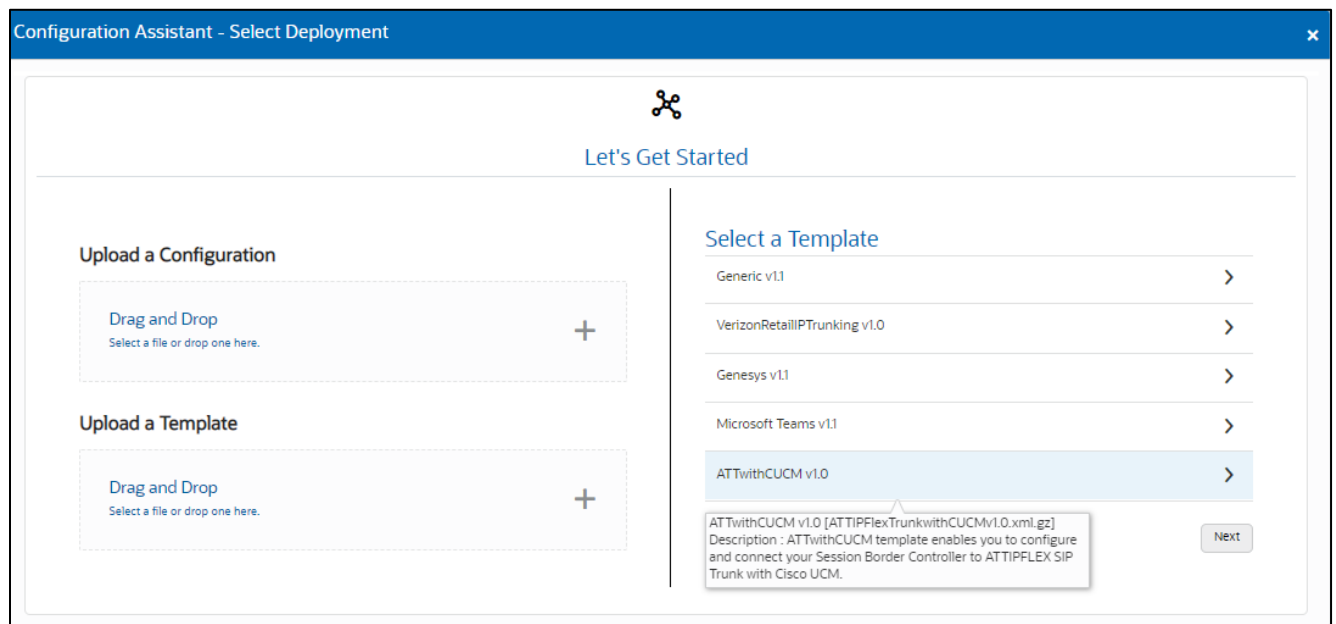 Configuration Assistant - Select Deployment
Let's Get Started
Upload a Configuration
Drag and Drop
Select a file or drop one here.
Upload a Template
Drag and Drop
Select a file or drop one here.
Select a Template
Generic v1.1
VerizonRetailIPTrunking v1.0
Genesys v1.1
Microsoft Teams v1.1
ATTwithCUCM v1.0
ATTwithCUCM v1.0 [ATTIPFlexTrunkwithCUCMv1.0.xml.gz]
Description : ATTwithCUCM template enables you to configure
and connect your Session Border Controller to ATTIPFLEX SIP
Trunk with Cisco UCM.
Next